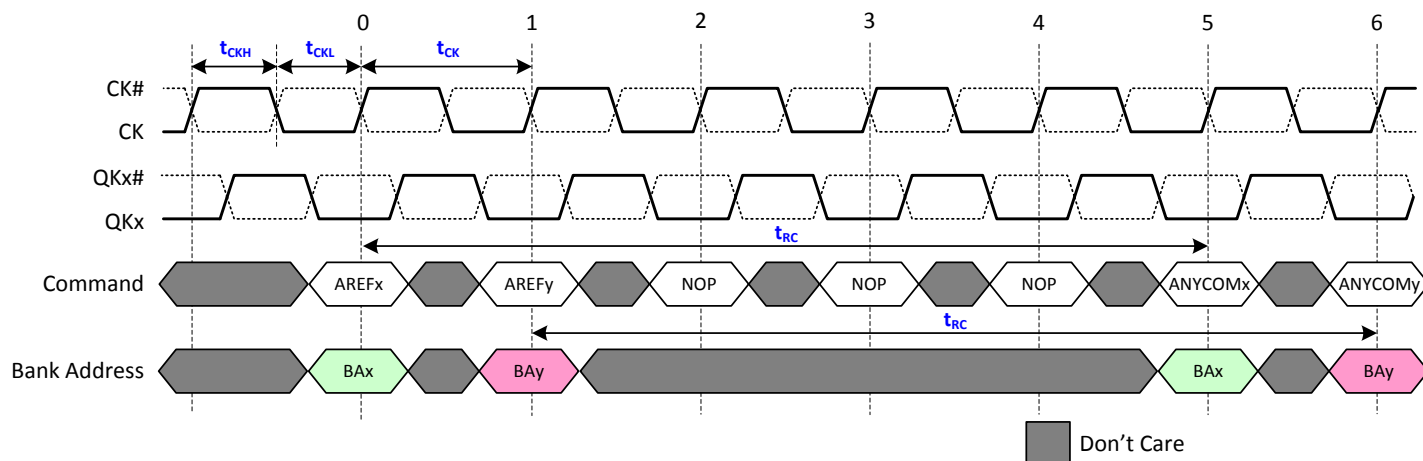 0 1 2 3 4 5 6
tCKH tCKL tCK
CK#
CK
QKx#
QKx
tRC
Command AREFx AREFy NOP NOP NOP ANYCOMx ANYCOMy
tRC
Bank Address BAx BAy BAx BAy
Don't Care